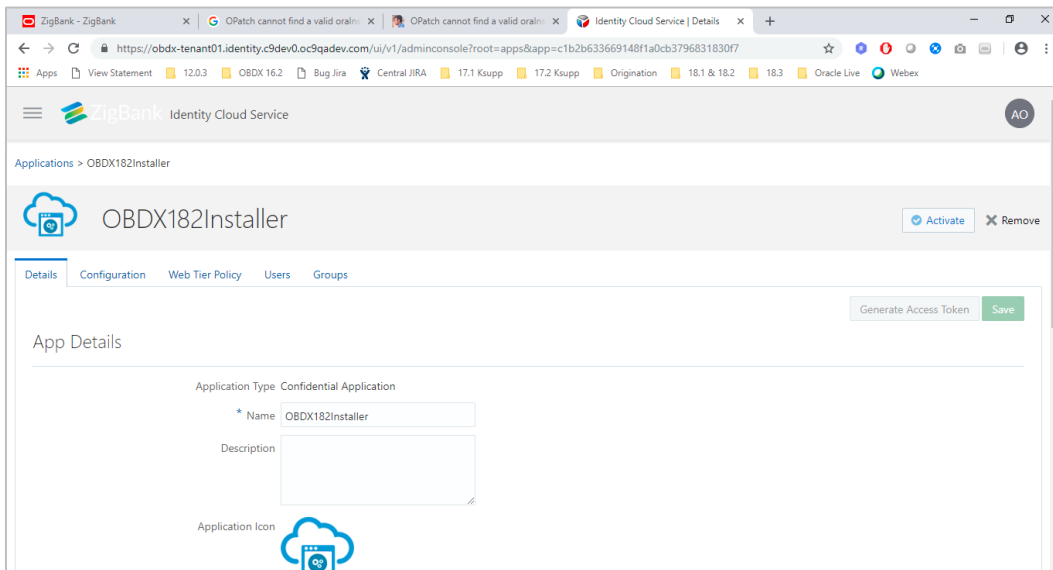 ZigBank - ZigBank
OPatch cannot find a valid oraIns
OPatch cannot find a valid oraIns
Identity Cloud Service | Details
https://obdx-tenant01.identity.c9dev0.oc9qadev.com/ui/v1/adminconsole?root=apps&app=c1b2b633669148f1a0cb3796831830f7
Apps View Statement 12.0.3 OBDX 16.2 Bug Jira Central JIRA 17.1 Ksupp 17.2 Ksupp Origination 18.1 & 18.2 18.3 Oracle Live Webex
ZigBank Identity Cloud Service AO
Applications > OBDX182Installer
OBDX182Installer Activate Remove
Details Configuration Web Tier Policy Users Groups
Generate Access Token Save
App Details
Application Type Confidential Application
* Name OBDX182Installer
Description
Application Icon